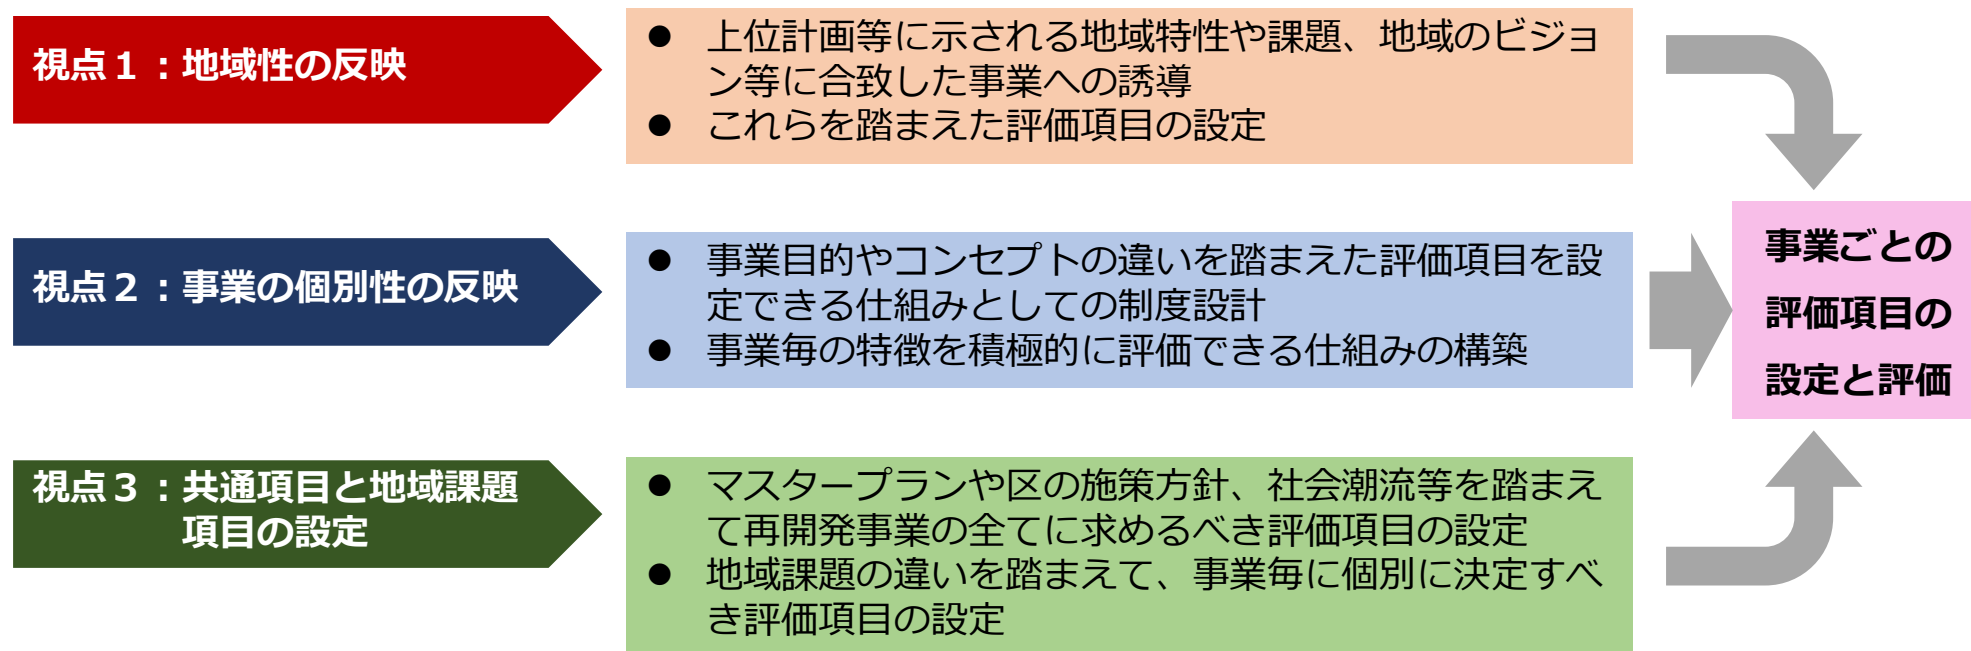 視点１：地域性の反映
● 上位計画等に示される地域特性や課題、地域のビジョ
ン等に合致した事業への誘導
● これらを踏まえた評価項目の設定
視点２：事業の個別性の反映
● 事業目的やコンセプトの違いを踏まえた評価項目を設
定できる仕組みとしての制度設計
● 事業毎の特徴を積極的に評価できる仕組みの構築
視点３：共通項目と地域課題
項目の設定
● マスタープランや区の施策方針、社会潮流等を踏まえ
て再開発事業の全てに求めるべき評価項目の設定
● 地域課題の違いを踏まえて、事業毎に個別に決定すべ
き評価項目の設定
事業ごとの
評価項目の
設定と評価